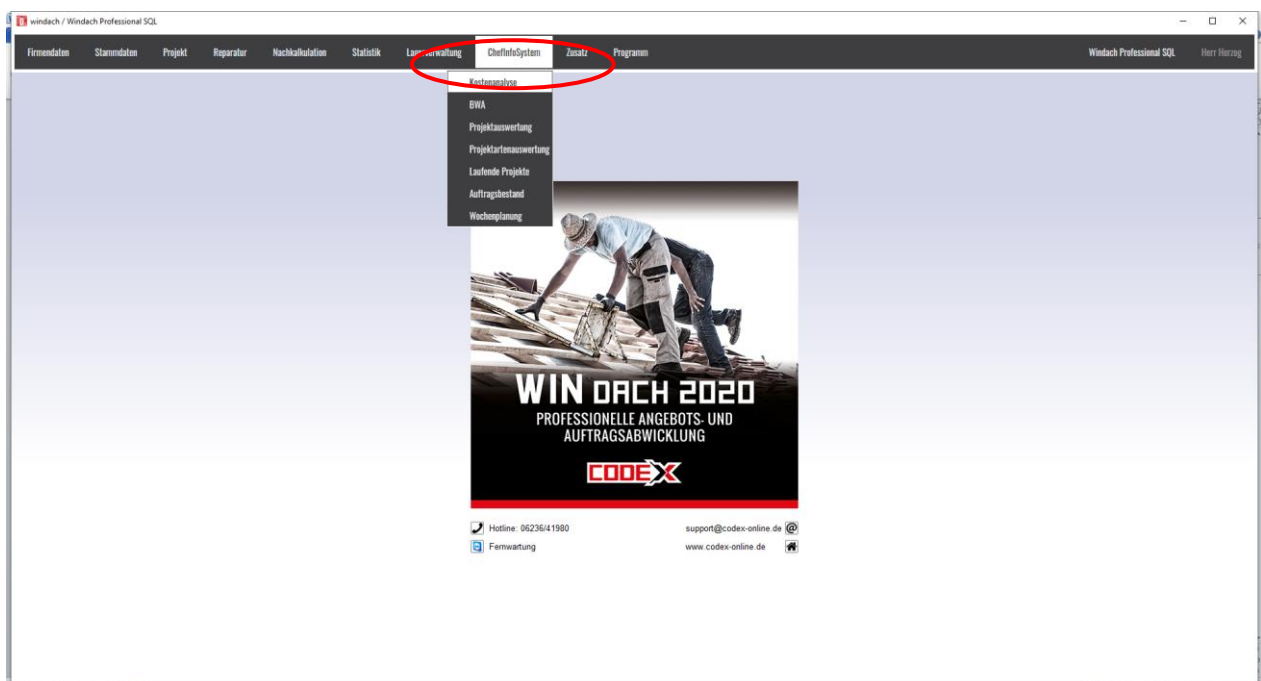 windach / Windach Professional SQL
Firmendaten Stammdaten Projekt Reparatur Nachkalkulation Statistik Lagerverwaltung ChefInfoSystem Zusatz Programm Windach Professional SQL Herr Herzog
Kostenanalyse
BWA
Projektauswertung
Projektartenauswertung
Laufende Projekte
Auftragsbestand
Wochenplanung
WIN DACH 2020
PROFESSIONELLE ANGEBOTS- UND
AUFTRAGSABWICKLUNG
CODEX
Hotline: 06236/41980 support@codex-online.de @
Fernwartung www.codex-online.de